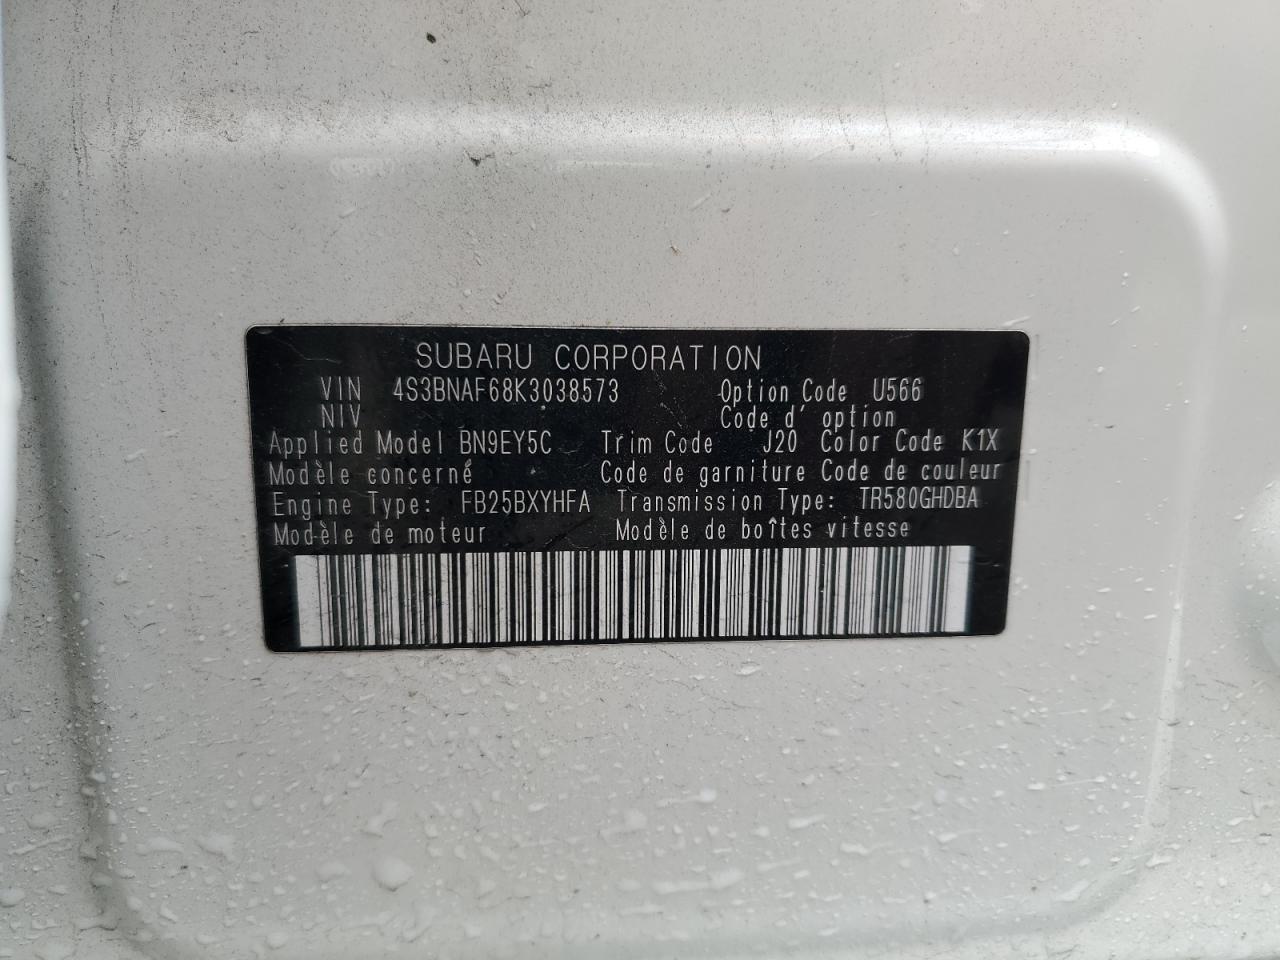 SUBARU CORPORATION
VIN 4S3BNAF68K3038573 Option Code U566
NIV Code d' option
Applied Model BN9EY5C Trim Code J20 Color Code K1X
Modèle concerné Code de garniture Code de couleur
Engine Type: FB25BXYHFA Transmission Type: TR580GHDBA
Modèle de moteur Modèle de boîtes vitesse